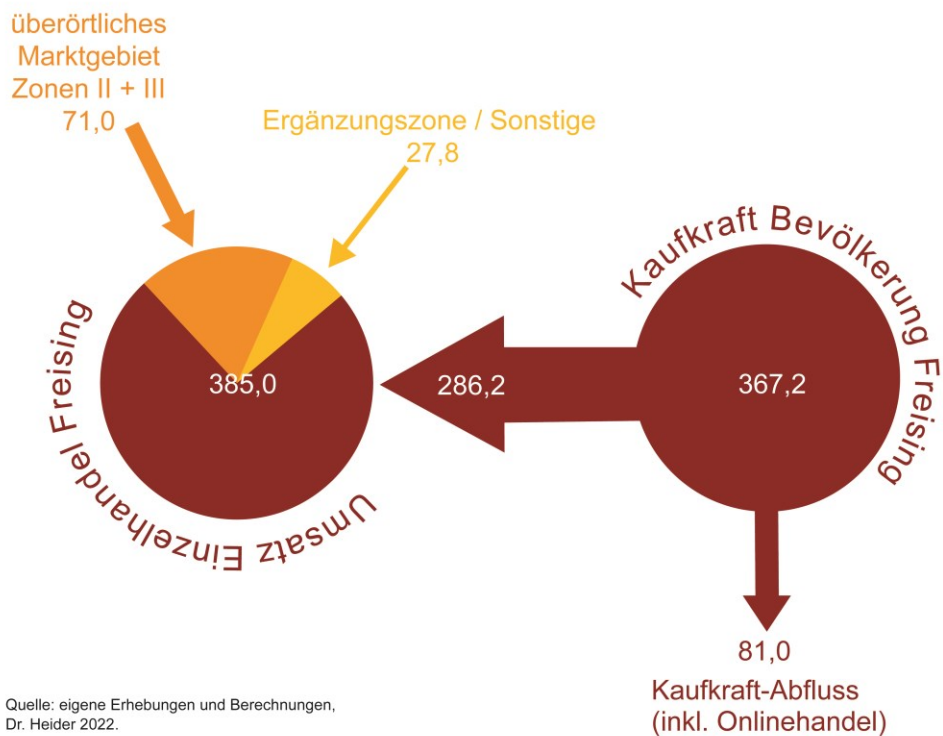 überörtliches
Marktgebiet
Zonen II + III
71,0
Ergänzungszone / Sonstige
27,8
Umsatz Einzelhandel Freising
385,0
286,2
Kaufkraft Bevölkerung Freising
367,2
81,0
Kaufkraft-Abfluss
(inkl. Onlinehandel)
Quelle: eigene Erhebungen und Berechnungen,
Dr. Heider 2022.